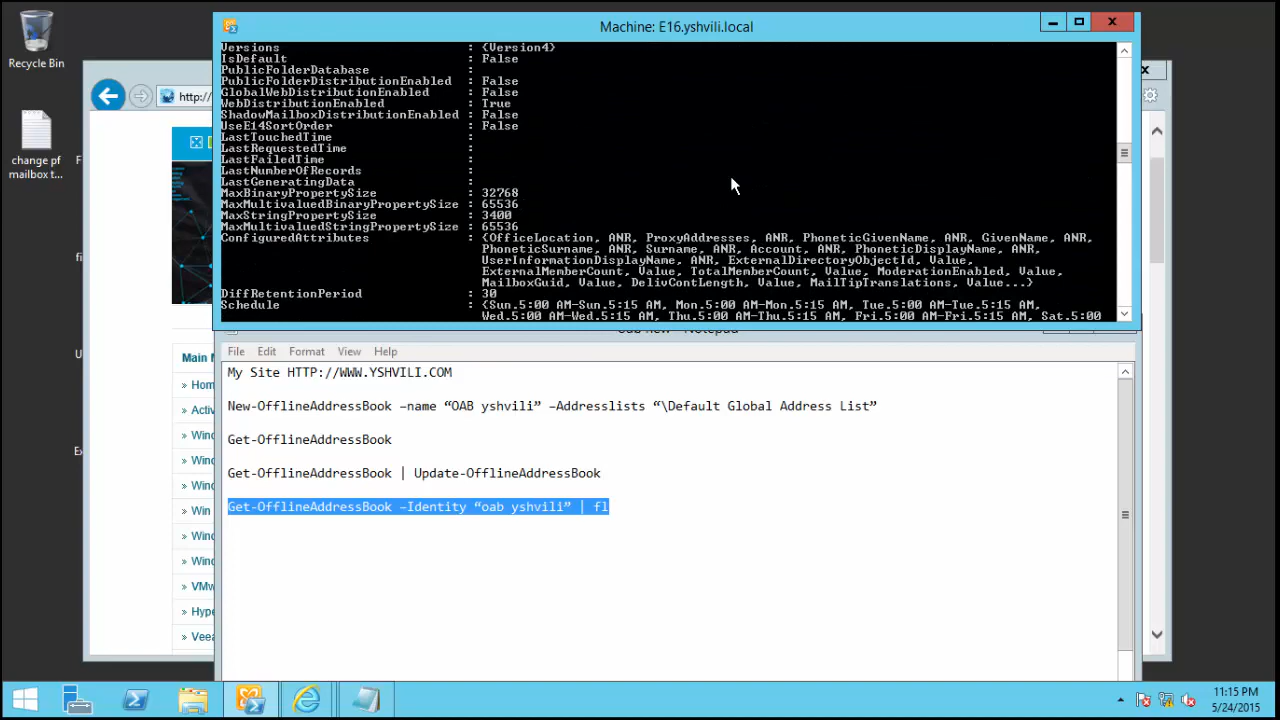 Recycle Bin
change pf
mailbox t...
http://
Main M
» Hom
» Activ
» Wind
» Wind
» Wind
» Win
» Wind
» Wind
» VMw
» Hype
» Veea
Machine: E16.yshvili.local
Versions : {Version4}
IsDefault : False
PublicFolderDatabase :
PublicFolderDistributionEnabled : False
GlobalWebDistributionEnabled : False
WebDistributionEnabled : True
ShadowMailboxDistributionEnabled : False
UseE14SortOrder : False
LastTouchedTime :
LastRequestedTime :
LastFailedTime :
LastNumberOfRecords :
LastGeneratingData :
MaxBinaryPropertySize : 32768
MaxMultivaluedBinaryPropertySize : 65536
MaxStringPropertySize : 3400
MaxMultivaluedStringPropertySize : 65536
ConfiguredAttributes : {OfficeLocation, ANR, ProxyAddresses, ANR, PhoneticGivenName, ANR, GivenName, ANR,
PhoneticSurname, ANR, Surname, ANR, Account, ANR, PhoneticDisplayName, ANR,
UserInformationDisplayName, ANR, ExternalDirectoryObjectId, Value,
ExternalMemberCount, Value, TotalMemberCount, Value, ModerationEnabled, Value,
MailboxGuid, Value, DelivContLength, Value, MailTipTranslations, Value...}
DiffRetentionPeriod : 30
Schedule : {Sun.5:00 AM-Sun.5:15 AM, Mon.5:00 AM-Mon.5:15 AM, Tue.5:00 AM-Tue.5:15 AM,
Wed.5:00 AM-Wed.5:15 AM, Thu.5:00 AM-Thu.5:15 AM, Fri.5:00 AM-Fri.5:15 AM, Sat.5:00
File Edit Format View Help
My Site HTTP://WWW.YSHVILI.COM
New-OfflineAddressBook –name “OAB yshvili” –Addresslists “\Default Global Address List”
Get-OfflineAddressBook
Get-OfflineAddressBook | Update-OfflineAddressBook
Get-OfflineAddressBook –Identity “oab yshvili” | fl
11:15 PM
5/24/2015